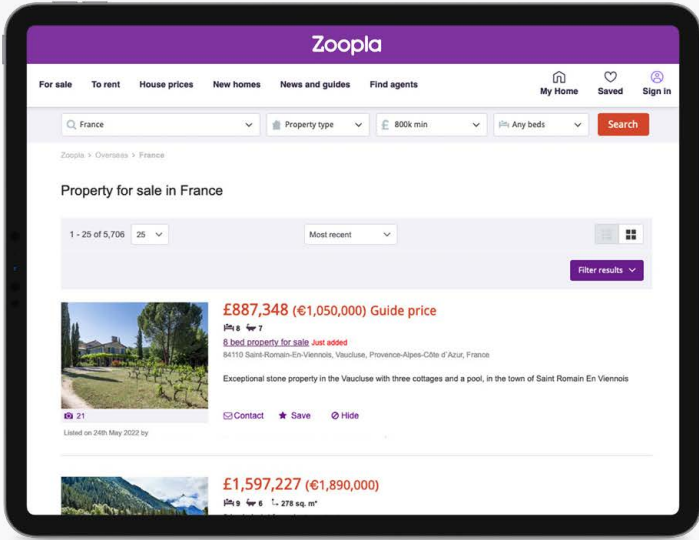 Zoopla
For sale To rent House prices New homes News and guides Find agents My Home Saved Sign in
France Property type £ 800k min Any beds Search
Zoopla > Overseas > France
Property for sale in France
1 - 25 of 5,706 25 Most recent
Filter results
£887,348 (€1,050,000) Guide price
8 7
8 bed property for sale Just added
84110 Saint-Romain-En-Viennois, Vaucluse, Provence-Alpes-Côte d'Azur, France
Exceptional stone property in the Vaucluse with three cottages and a pool, in the town of Saint Romain En Viennois
21 Contact Save Hide
Listed on 24th May 2022 by
£1,597,227 (€1,890,000)
9 6 278 sq. m*